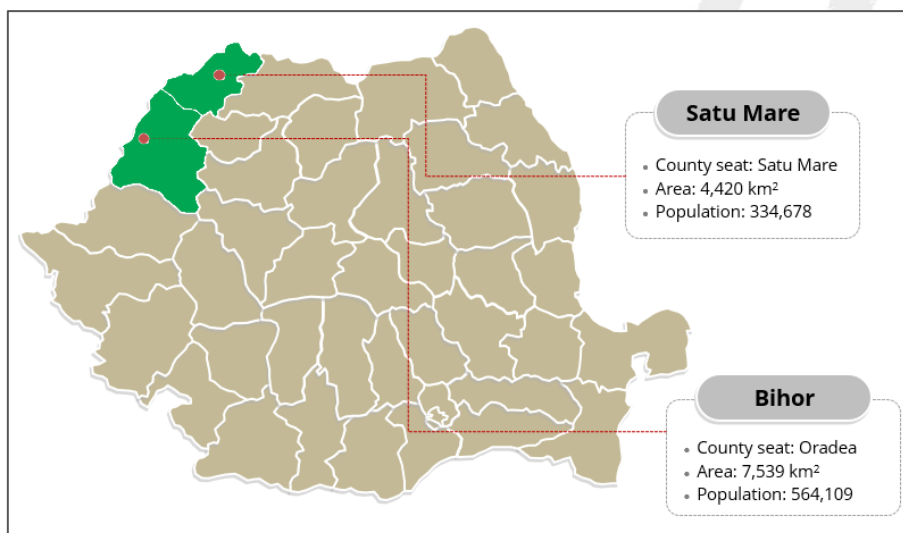 Satu Mare
• County seat: Satu Mare
• Area: 4,420 km²
• Population: 334,678
Bihor
• County seat: Oradea
• Area: 7,539 km²
• Population: 564,109